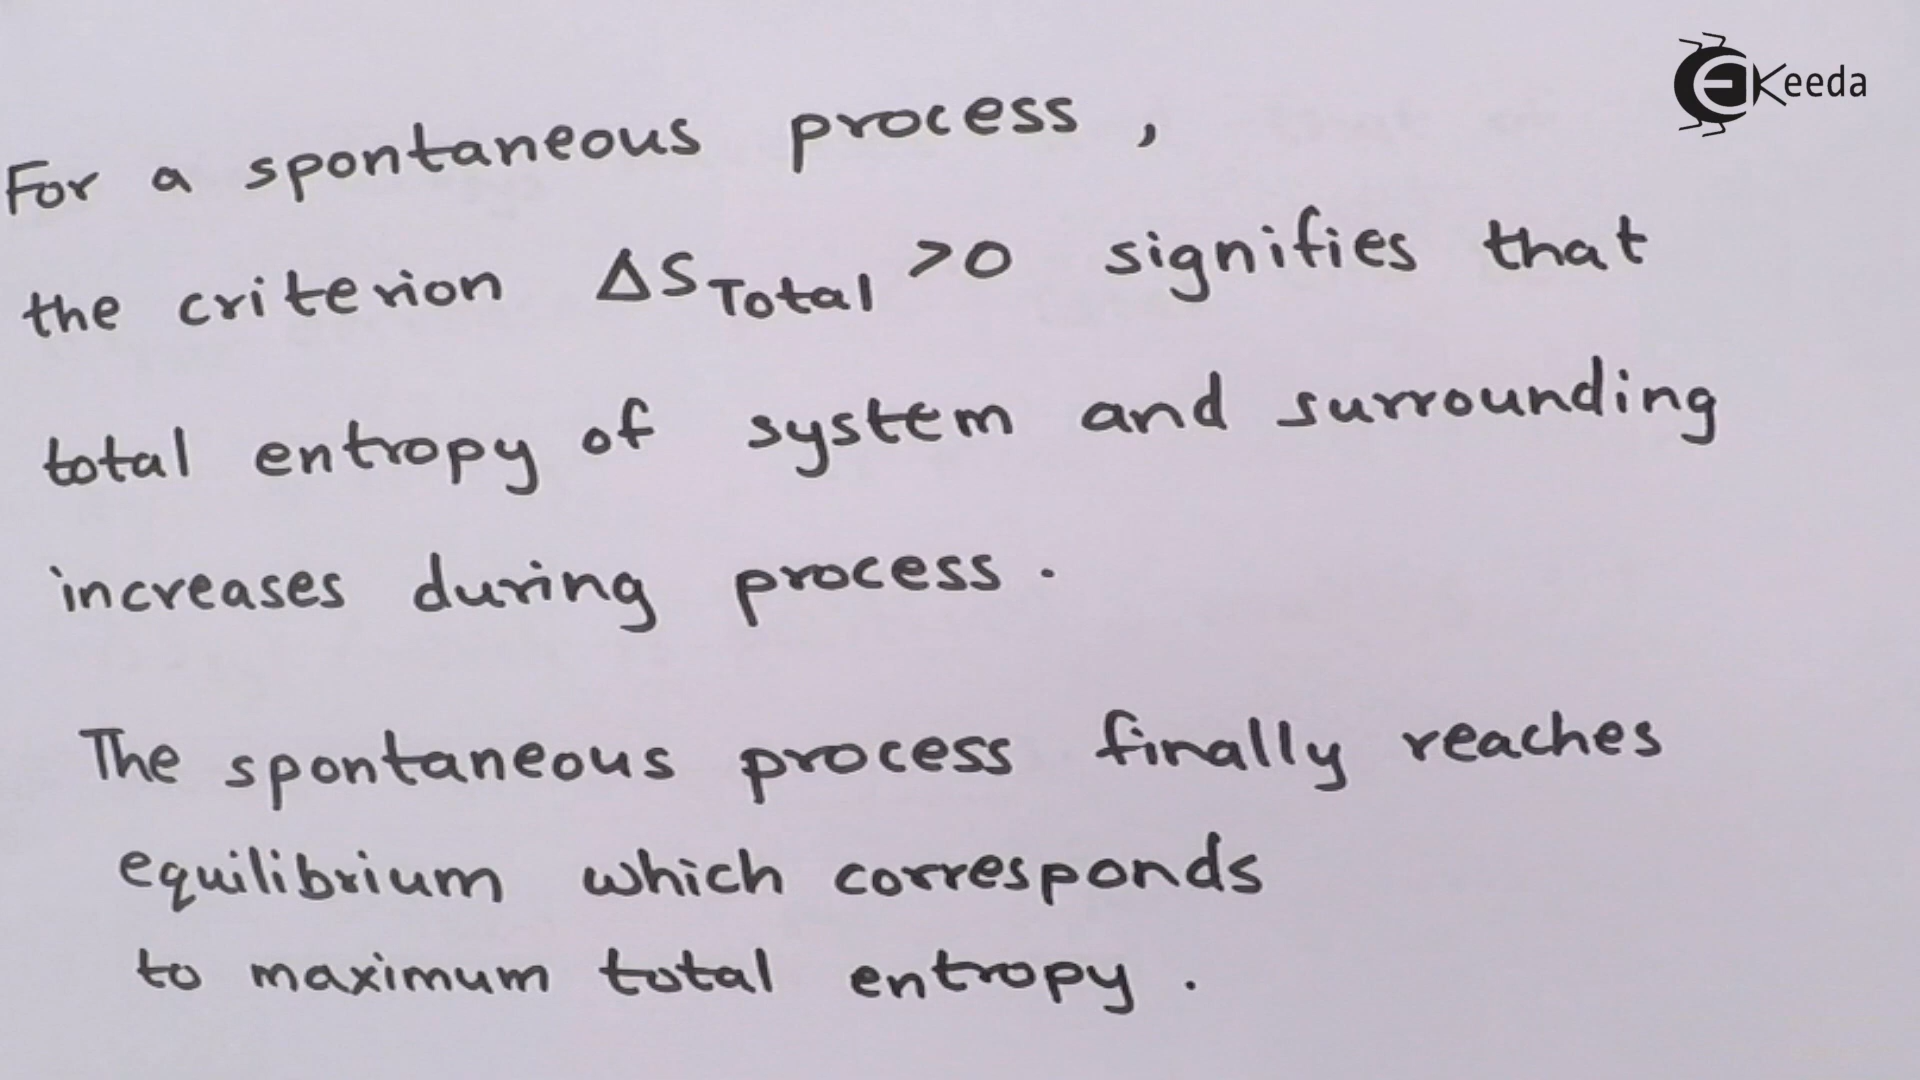 EKeeda
For a spontaneous process,
the criterion ΔS_Total >0 signifies that
total entropy of system and surrounding
increases during process.
The spontaneous process finally reaches
equilibrium which corresponds
to maximum total entropy.